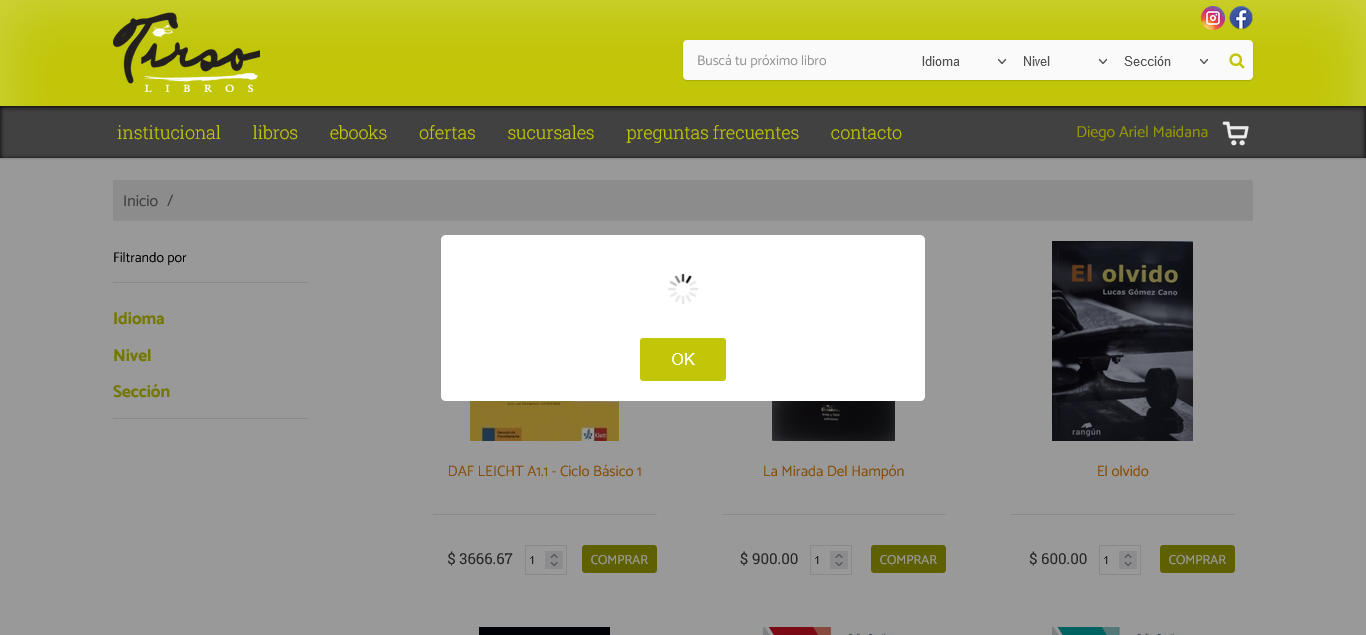 Tirso
LIBROS
Buscá tu próximo libro
Idioma
Nivel
Sección
institucional
libros
ebooks
ofertas
sucursales
preguntas frecuentes
contacto
Diego Ariel Maidana
Inicio /
Filtrando por
Idioma
Nivel
Sección
OK
El olvido
Lucas Gómez Cano
rangún
Klett
DAF LEICHT A1.1 - Ciclo Básico 1
La Mirada Del Hampón
El olvido
$ 3666.67
1
COMPRAR
$ 900.00
1
COMPRAR
$ 600.00
1
COMPRAR